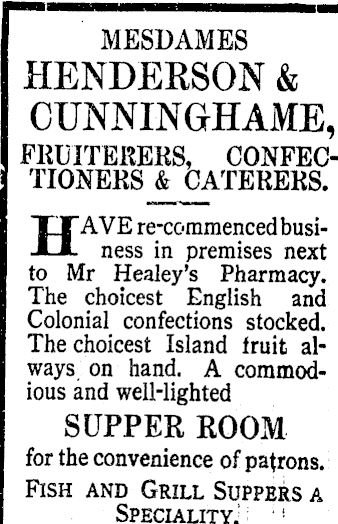 MESDAMES
HENDERSON &
CUNNINGHAME,
FRUITERERS, CONFEC-
TIONERS & CATERERS.
HAVE re-commenced busi-
ness in premises next
to Mr Healey's Pharmacy.
The choicest English and
Colonial confections stocked.
The choicest Island fruit al-
ways on hand. A commod-
ious and well-lighted
SUPPER ROOM
for the convenience of patrons.
FISH AND GRILL SUPPERS A
SPECIALITY.